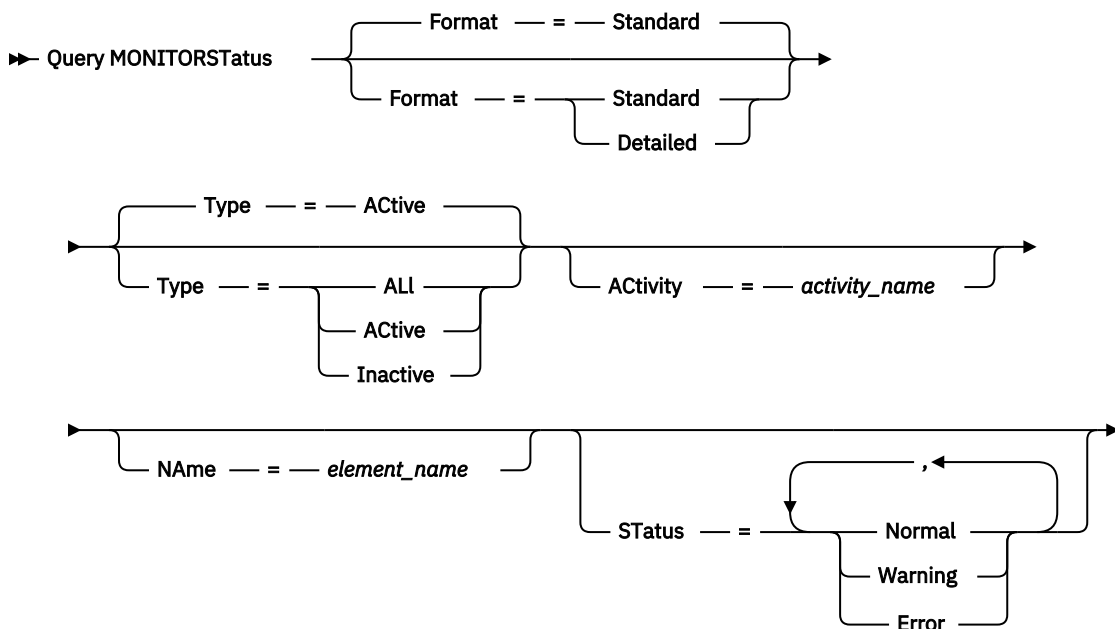 Format = Standard
Query MONITORSTatus
Format = Standard
Detailed
Type = ACtive
Type = ALl
ACtivity = activity_name
ACtive
Inactive
NAme = element_name
,
STatus = Normal
Warning
Error